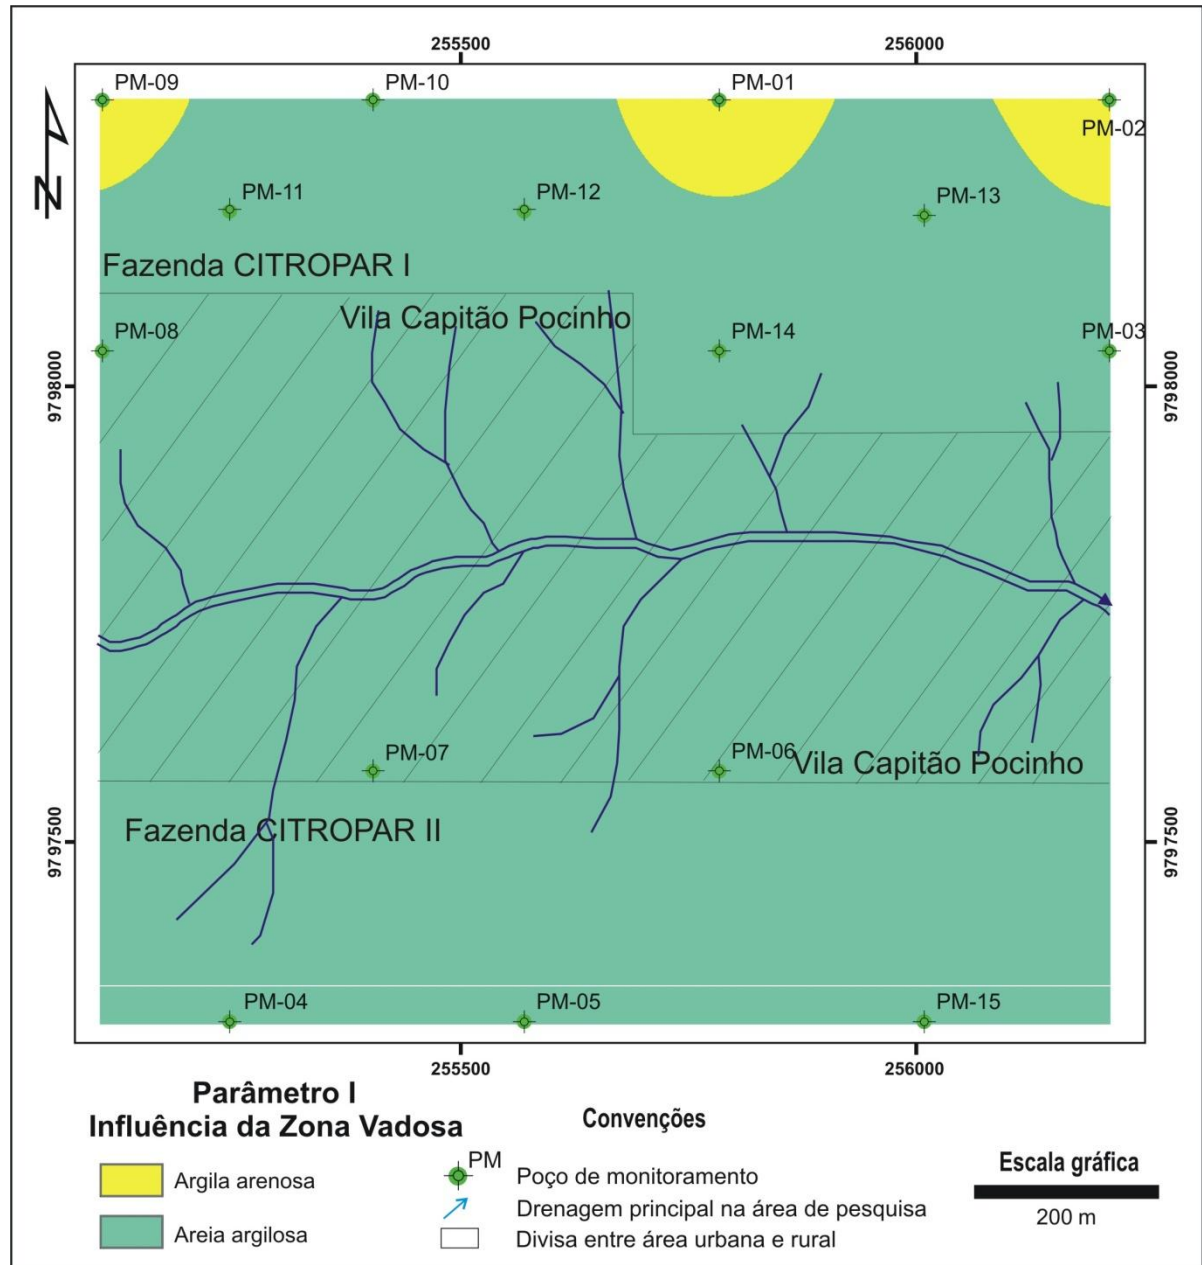 255500
256000
PM-09
PM-10
PM-01
PM-02
N
PM-11
PM-12
PM-13
Fazenda CITROPAR I
Vila Capitão Pocinho
PM-08
PM-14
PM-03
9798000
9798000
PM-07
PM-06
Vila Capitão Pocinho
Fazenda CITROPAR II
9797500
9797500
PM-04
PM-05
PM-15
255500
256000
Parâmetro I
Influência da Zona Vadosa
Argila arenosa
Areia argilosa
Convenções
PM
Poço de monitoramento
Drenagem principal na área de pesquisa
Divisa entre área urbana e rural
Escala gráfica
200 m